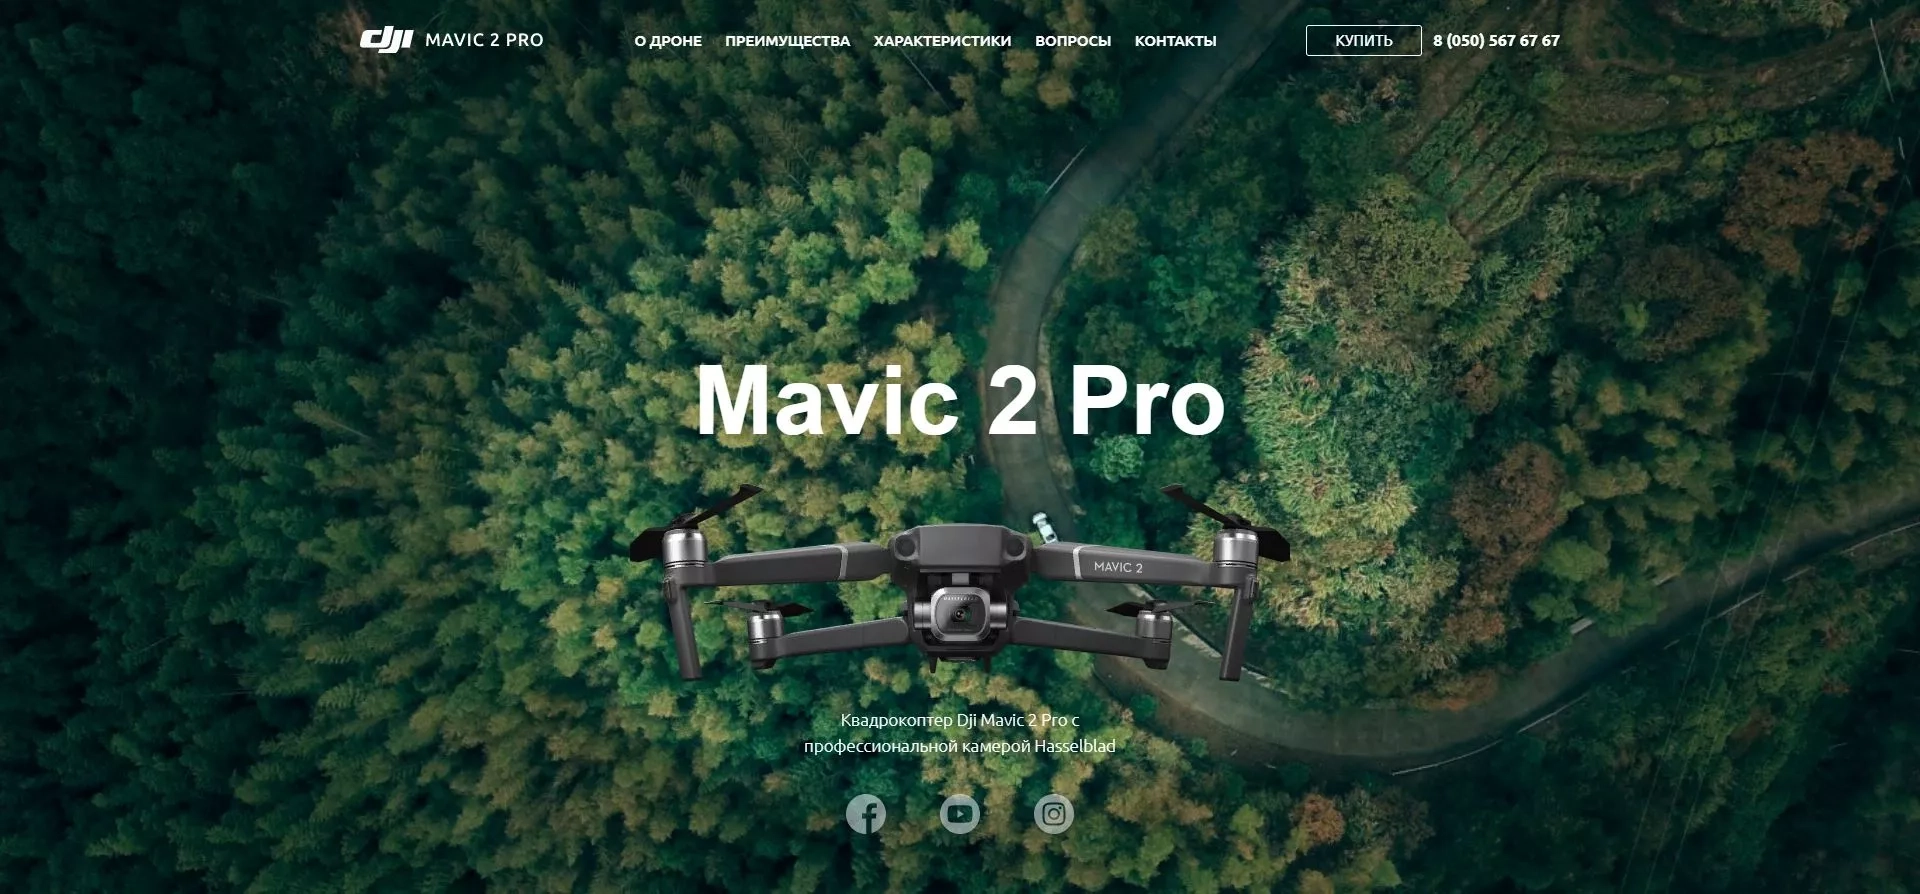 dji MAVIC 2 PRO
О ДРОНЕ ПРЕИМУЩЕСТВА ХАРАКТЕРИСТИКИ ВОПРОСЫ КОНТАКТЫ
КУПИТЬ 8 (050) 567 67 67
Mavic 2 Pro
MAVIC 2
HASSELBLAD
Квадрокоптер Dji Mavic 2 Pro с
профессиональной камерой Hasselblad